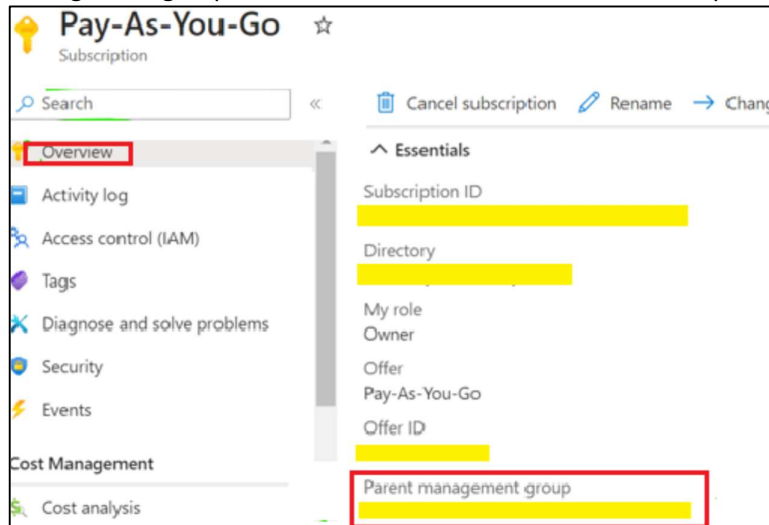 Pay-As-You-Go
Subscription
Search
«
Cancel subscription Rename Chang
Overview
Essentials
Activity log
Subscription ID
Access control (IAM)
Directory
Tags
My role
Diagnose and solve problems
Owner
Security
Offer
Pay-As-You-Go
Events
Offer ID
Cost Management
Parent management group
Cost analysis